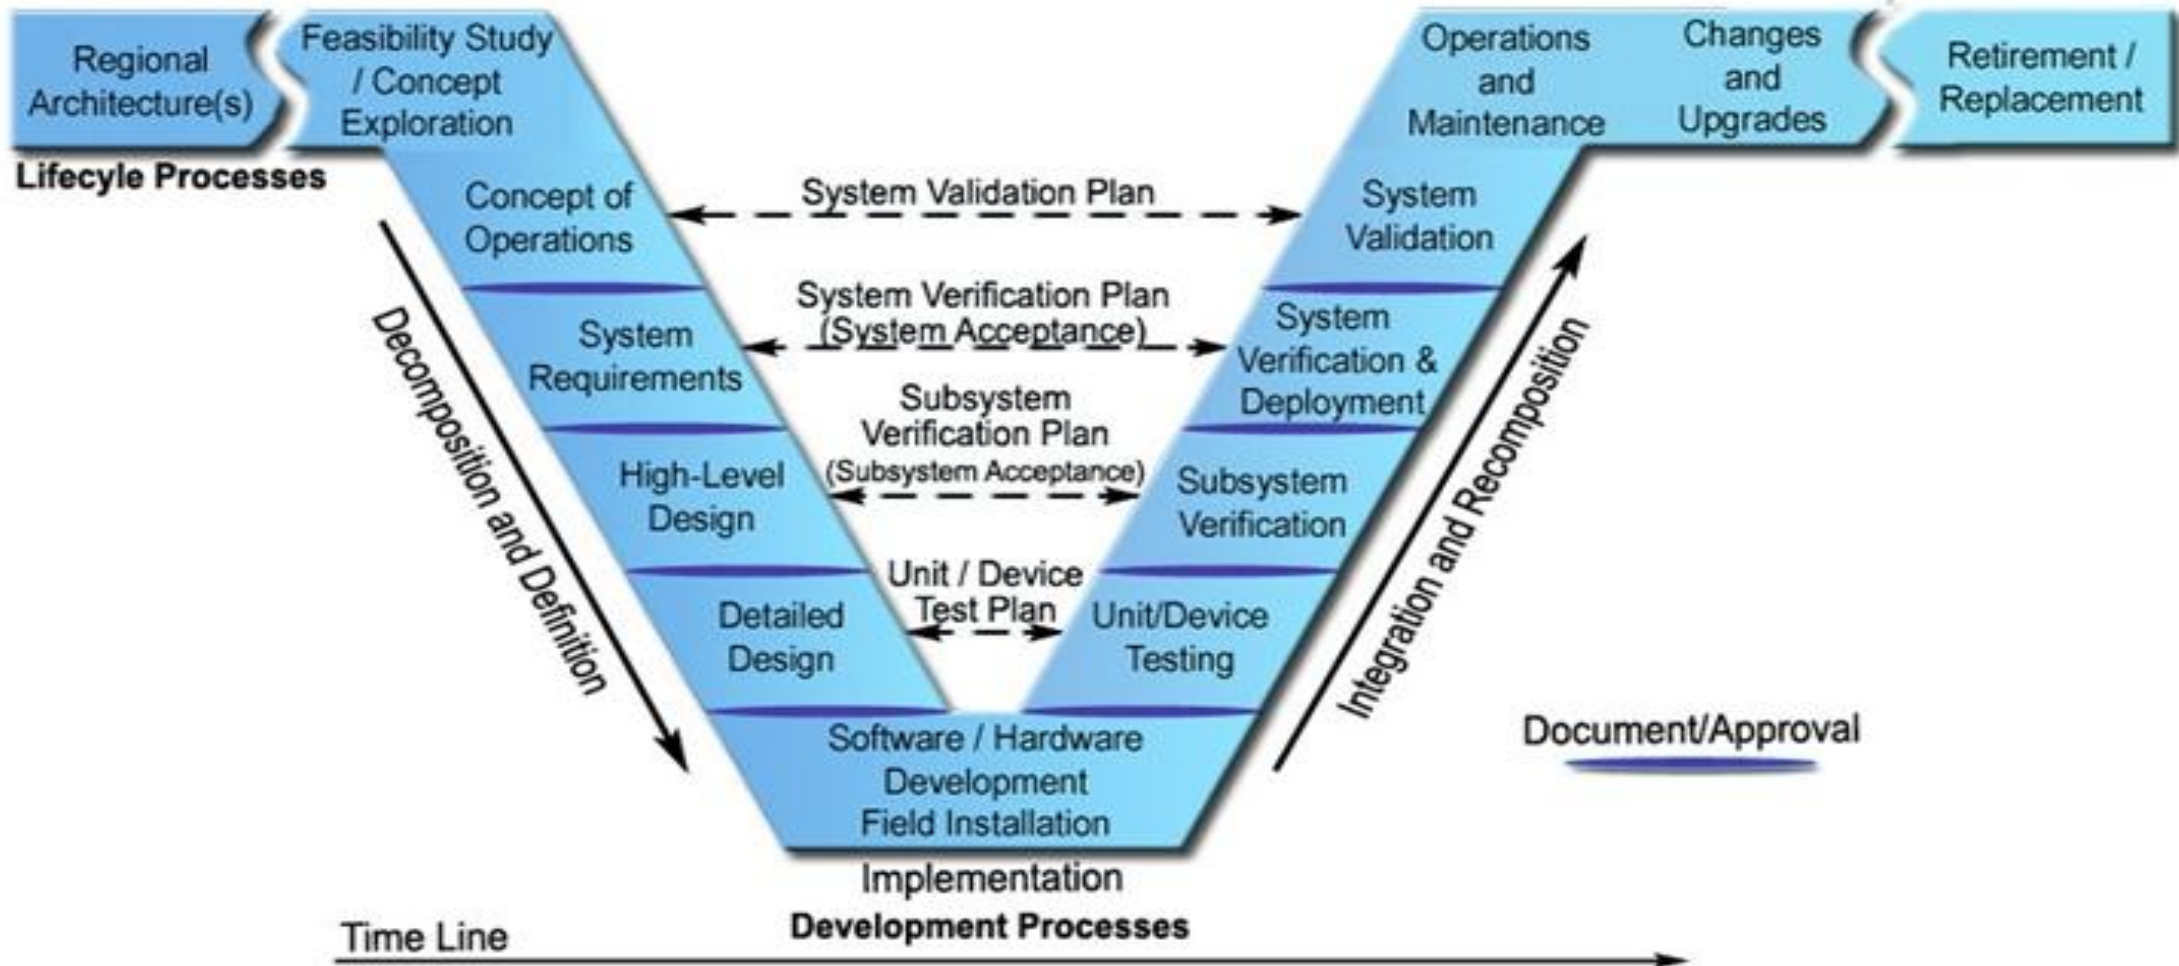 Regional
Architecture(s)
Feasibility Study
/ Concept
Exploration
Operations
and
Maintenance
Changes
and
Upgrades
Retirement /
Replacement
Lifecyle Processes
Concept of
Operations
System Validation Plan
System
Validation
System
Requirements
System Verification Plan
(System Acceptance)
System
Verification &
Deployment
High-Level
Design
Subsystem
Verification Plan
(Subsystem Acceptance)
Subsystem
Verification
Detailed
Design
Unit / Device
Test Plan
Unit/Device
Testing
Decomposition and Definition
Integration and Recomposition
Software / Hardware
Development
Field Installation
Document/Approval
Implementation
Development Processes
Time Line